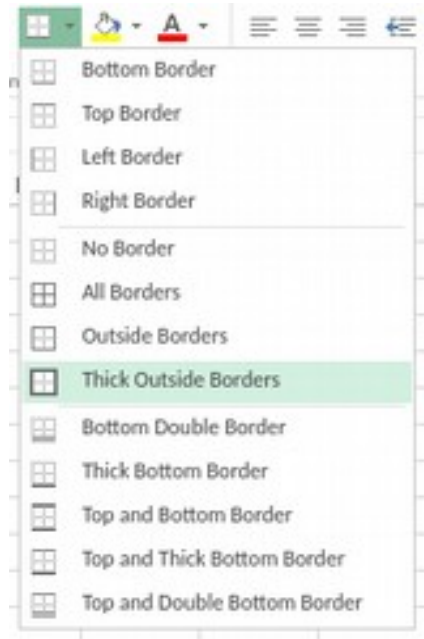 A
Bottom Border
Top Border
Left Border
Right Border
No Border
All Borders
Outside Borders
Thick Outside Borders
Bottom Double Border
Thick Bottom Border
Top and Bottom Border
Top and Thick Bottom Border
Top and Double Bottom Border